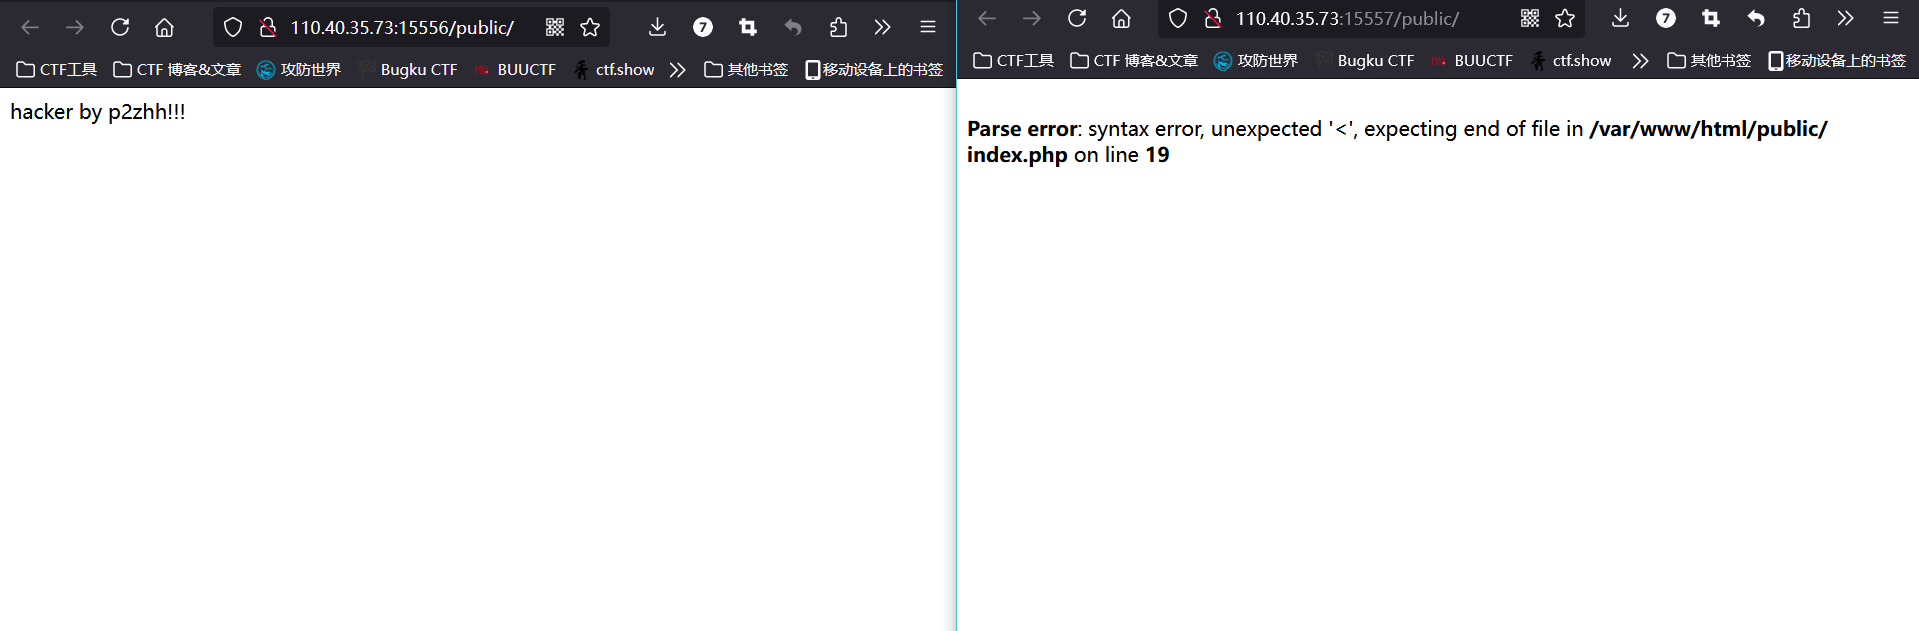 110.40.35.73:15556/public/
7
CTF工具 CTF 博客&文章 攻防世界 Bugku CTF BUUCTF ctf.show 其他书签 移动设备上的书签
hacker by p2zhh!!!
110.40.35.73:15557/public/
7
CTF工具 CTF 博客&文章 攻防世界 Bugku CTF BUUCTF ctf.show 其他书签 移动设备上的书签
Parse error: syntax error, unexpected '<', expecting end of file in /var/www/html/public/
index.php on line 19